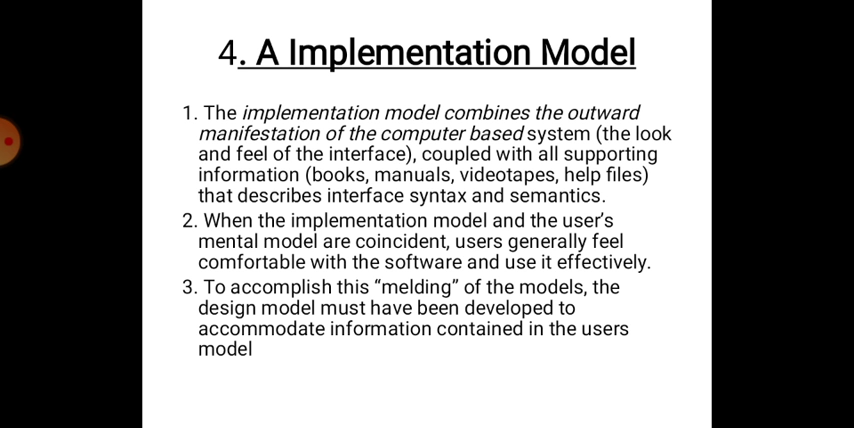 4. A Implementation Model
1. The implementation model combines the outward
manifestation of the computer based system (the look
and feel of the interface), coupled with all supporting
information (books, manuals, videotapes, help files)
that describes interface syntax and semantics.
2. When the implementation model and the user's
mental model are coincident, users generally feel
comfortable with the software and use it effectively.
3. To accomplish this “melding” of the models, the
design model must have been developed to
accommodate information contained in the users
model